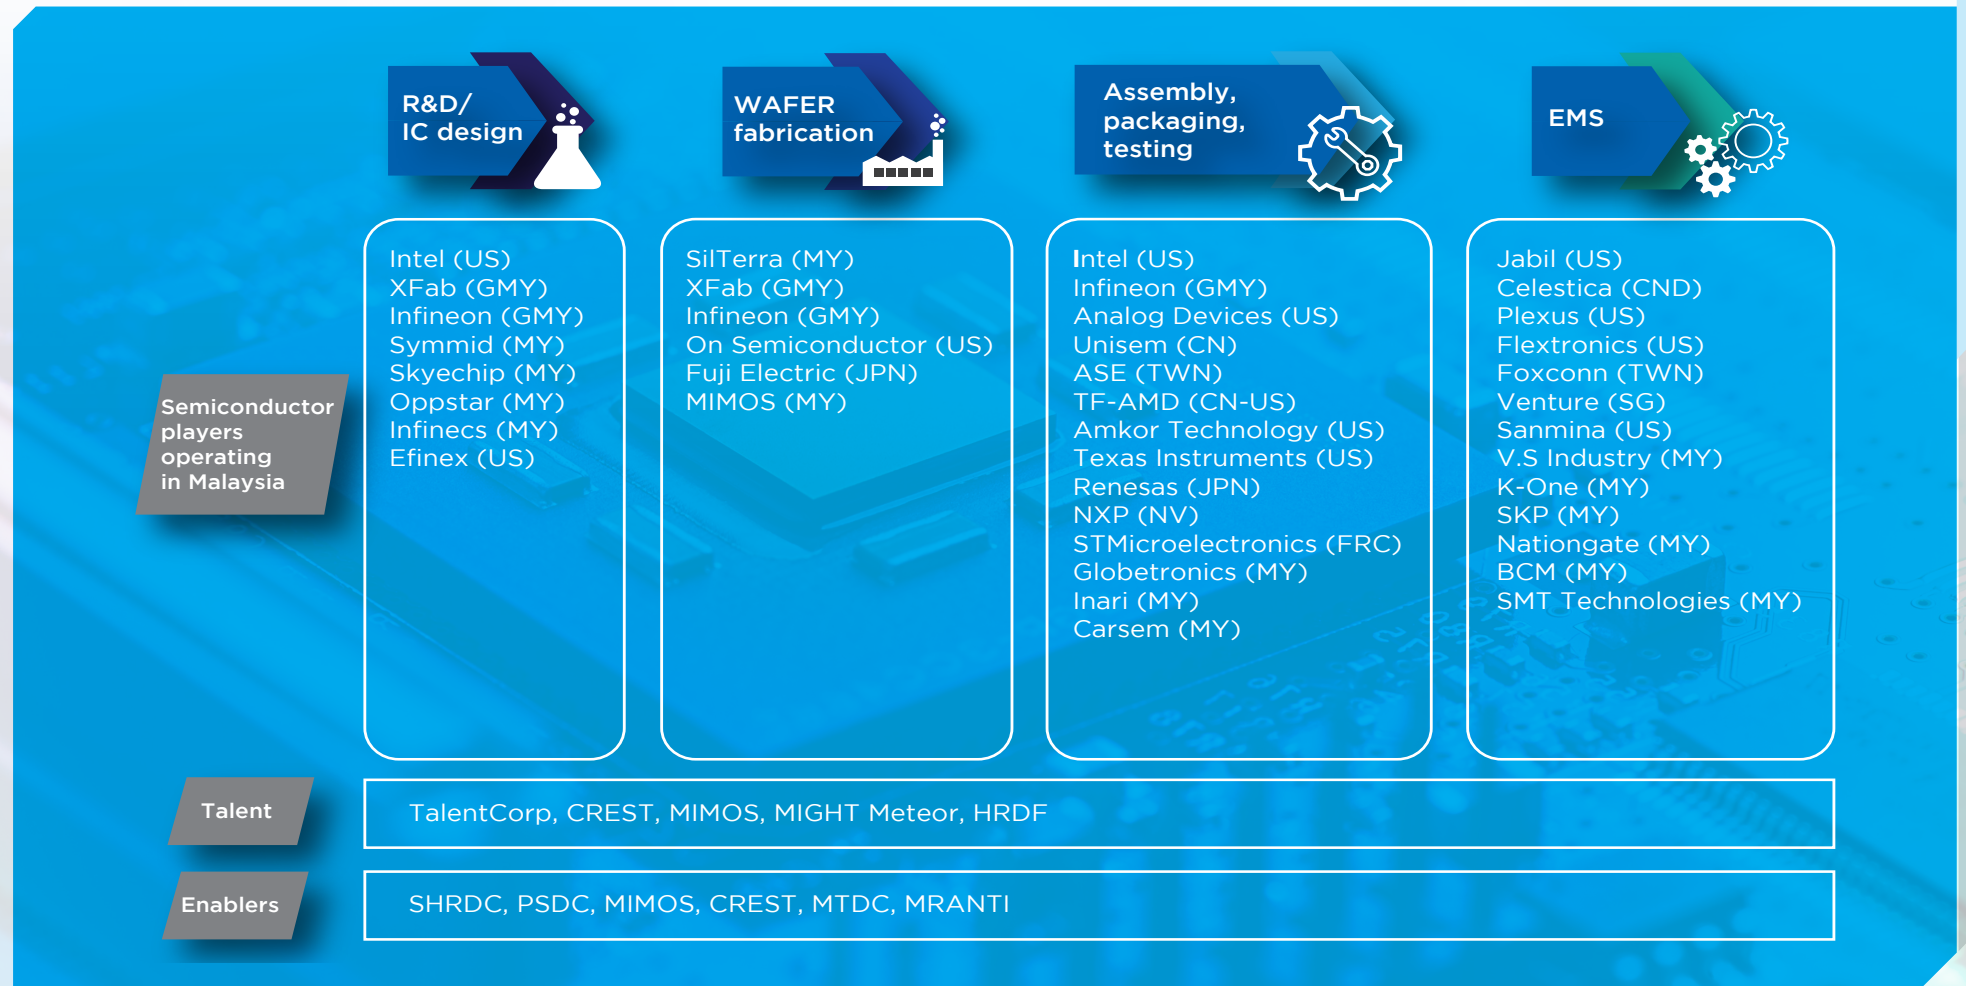 R&D/
IC design
WAFER
fabrication
Assembly,
packaging,
testing
EMS
Semiconductor
players
operating
in Malaysia
Intel (US)
XFab (GMY)
Infineon (GMY)
Symmid (MY)
Skyechip (MY)
Oppstar (MY)
Infinecs (MY)
Efinex (US)
SilTerra (MY)
XFab (GMY)
Infineon (GMY)
On Semiconductor (US)
Fuji Electric (JPN)
MIMOS (MY)
Intel (US)
Infineon (GMY)
Analog Devices (US)
Unisem (CN)
ASE (TWN)
TF-AMD (CN-US)
Amkor Technology (US)
Texas Instruments (US)
Renesas (JPN)
NXP (NV)
STMicroelectronics (FRC)
Globetronics (MY)
Inari (MY)
Carsem (MY)
Jabil (US)
Celestica (CND)
Plexus (US)
Flextronics (US)
Foxconn (TWN)
Venture (SG)
Sanmina (US)
V.S Industry (MY)
K-One (MY)
SKP (MY)
Nationgate (MY)
BCM (MY)
SMT Technologies (MY)
Talent
TalentCorp, CREST, MIMOS, MIGHT Meteor, HRDF
Enablers
SHRDC, PSDC, MIMOS, CREST, MTDC, MRANTI